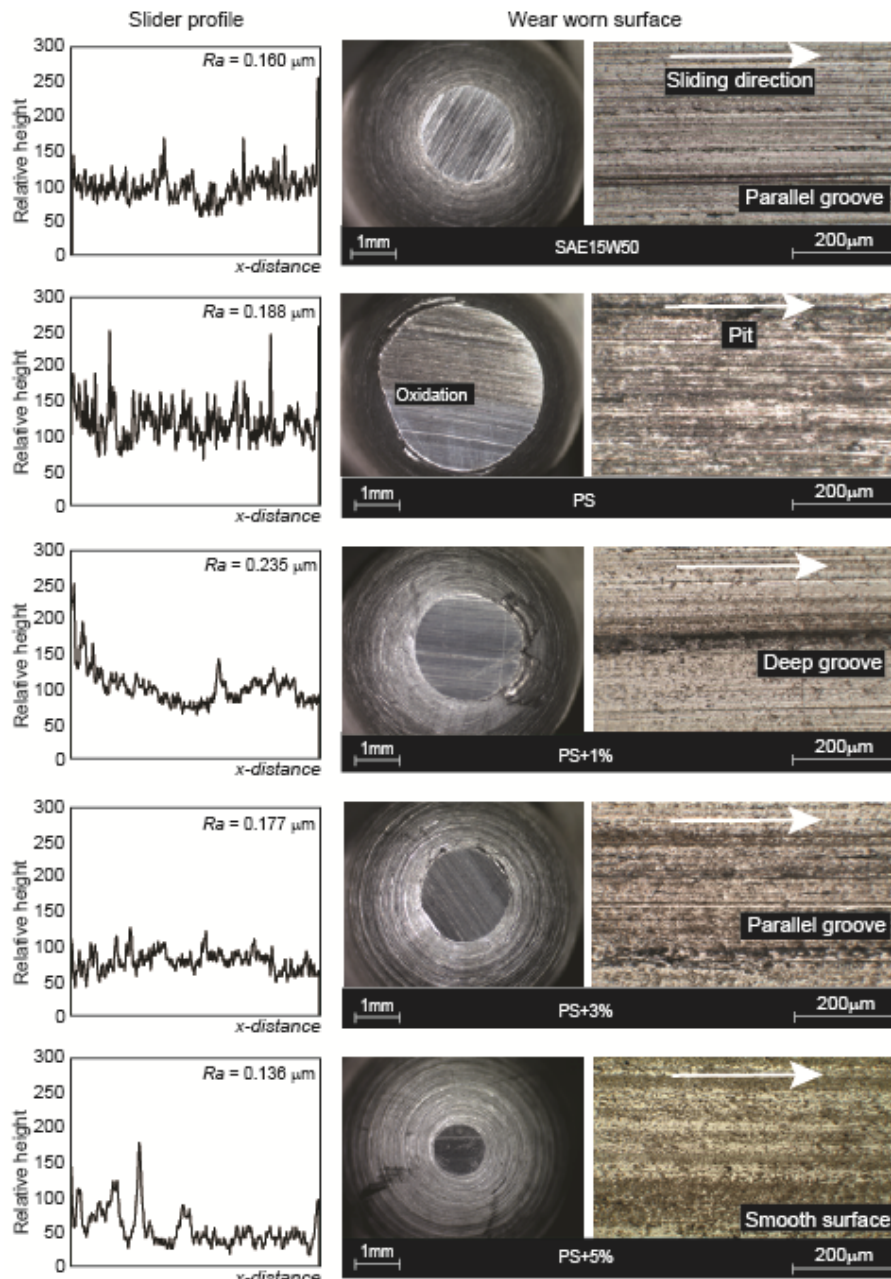 Slider profile
Wear worn surface
300
250
200
150
100
50
0
Relative height
Ra = 0.160 µm
x-distance
Sliding direction
Parallel groove
1mm
SAE15W50
200µm
300
250
200
150
100
50
0
Relative height
Ra = 0.188 µm
x-distance
Oxidation
Pit
1mm
PS
200µm
300
250
200
150
100
50
0
Relative height
Ra = 0.235 µm
x-distance
Deep groove
1mm
PS+1%
200µm
300
250
200
150
100
50
0
Relative height
Ra = 0.177 µm
x-distance
Parallel groove
1mm
PS+3%
200µm
300
250
200
150
100
50
0
Relative height
Ra = 0.136 µm
x-distance
Smooth surface
1mm
PS+5%
200µm